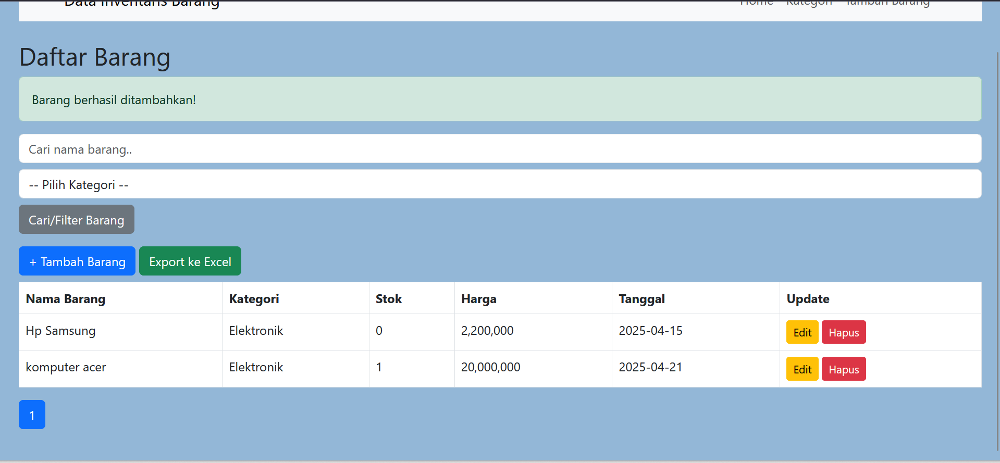 Data Inventaris Barang
Home Kategori Tambah Barang
Daftar Barang
Barang berhasil ditambahkan!
Cari nama barang..
-- Pilih Kategori --
Cari/Filter Barang
+ Tambah Barang Export ke Excel
Nama Barang Kategori Stok Harga Tanggal Update
Hp Samsung Elektronik 0 2,200,000 2025-04-15 Edit Hapus
komputer acer Elektronik 1 20,000,000 2025-04-21 Edit Hapus
1